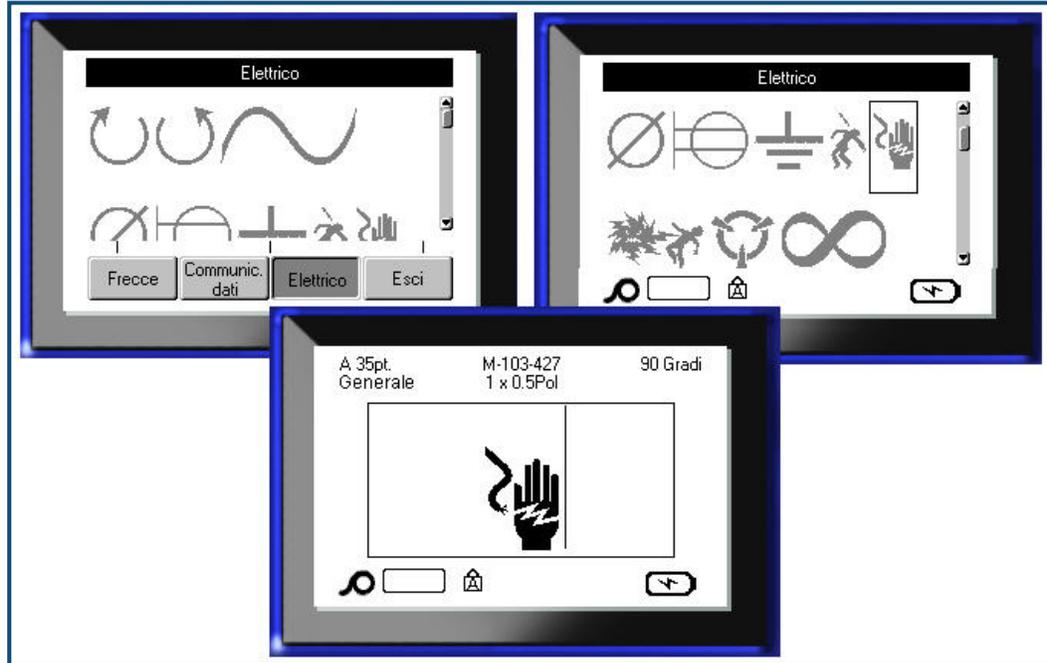 Elettrico
Frecce
Communic.
dati
Elettrico
Esci
Elettrico
A
A 35pt.
M-103-427
90 Gradi
Generale
1 x 0.5Pol
A